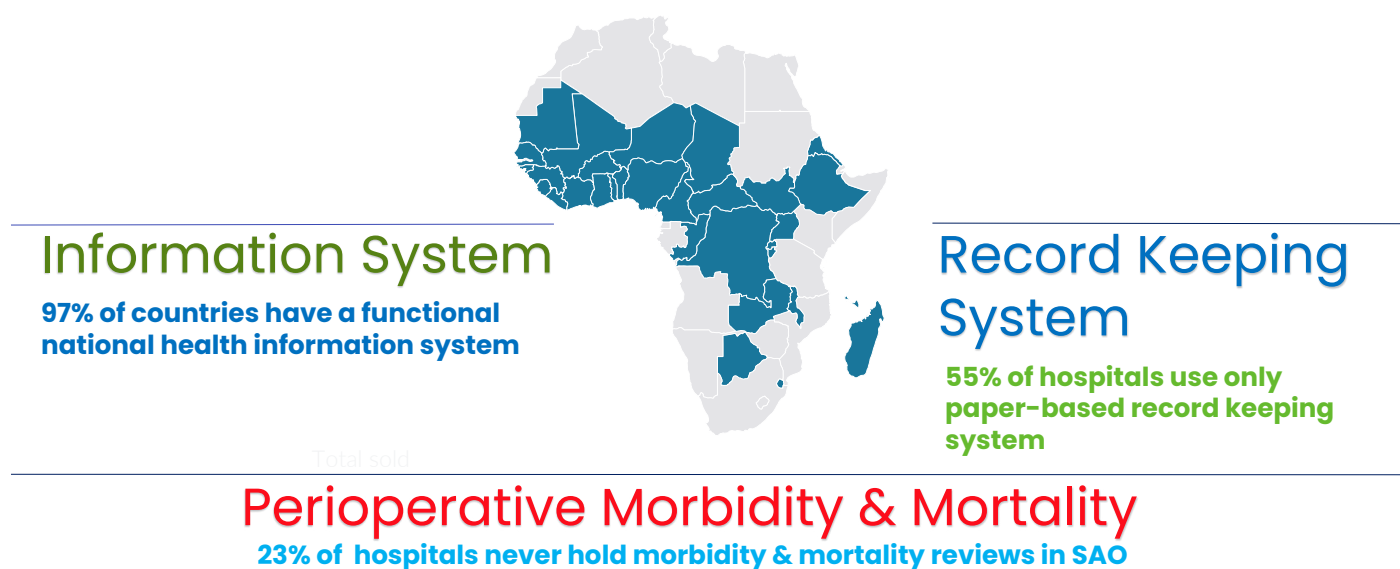 Information System
97% of countries have a functional
national health information system
Record Keeping
System
55% of hospitals use only
paper-based record keeping
system
Total sold
Perioperative Morbidity & Mortality
23% of  hospitals never hold morbidity & mortality reviews in SAO